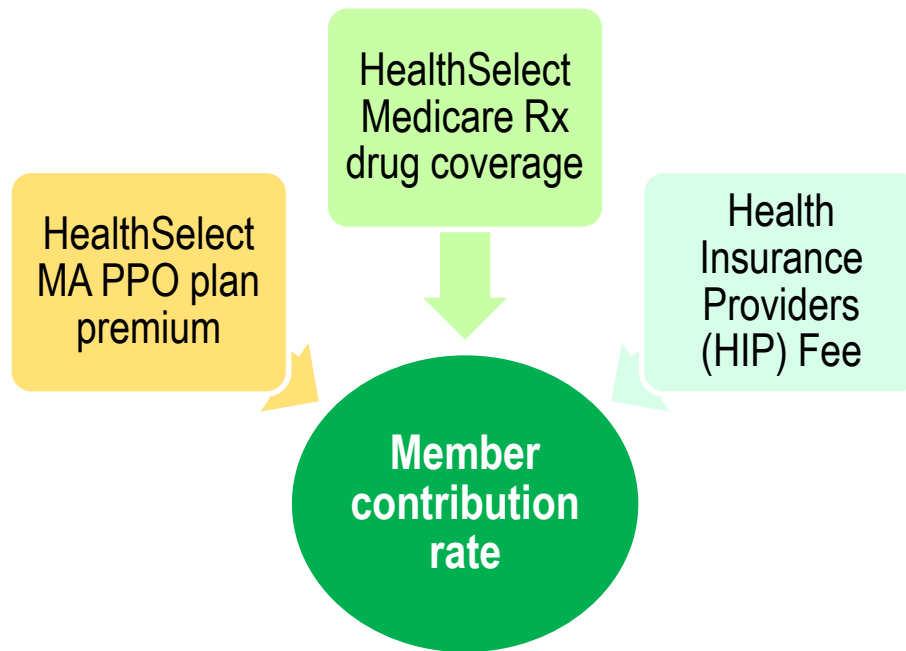 HealthSelect
Medicare Rx
drug coverage
HealthSelect
MA PPO plan
premium
Health
Insurance
Providers
(HIP) Fee
Member
contribution
rate